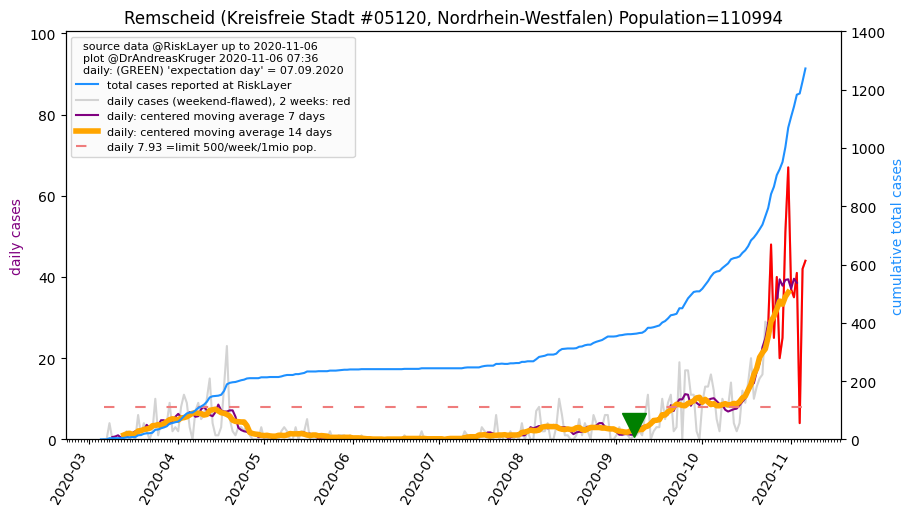 Remscheid (Kreisfreie Stadt #05120, Nordrhein-Westfalen) Population=110994
source data @RiskLayer up to 2020-11-06
plot @DrAndreasKruger 2020-11-06 07:36
daily: (GREEN) 'expectation day' = 07.09.2020
total cases reported at RiskLayer
daily cases (weekend-flawed), 2 weeks: red
daily: centered moving average 7 days
daily: centered moving average 14 days
daily 7.93 =limit 500/week/1mio pop.
daily cases
100
80
60
40
20
0
cumulative total cases
1400
1200
1000
800
600
400
200
0
2020-03
2020-04
2020-05
2020-06
2020-07
2020-08
2020-09
2020-10
2020-11